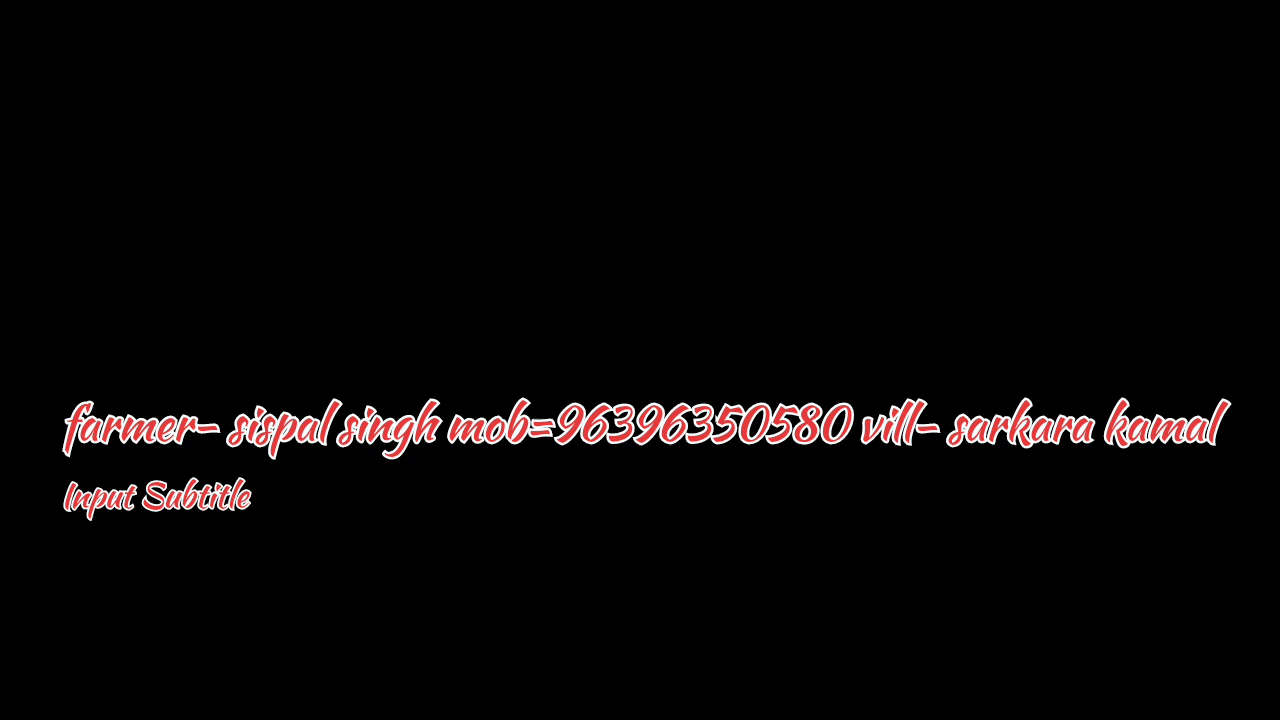 farmer- sispal singh mob=96396350580 vill- sarkara kamal
Input Subtitle